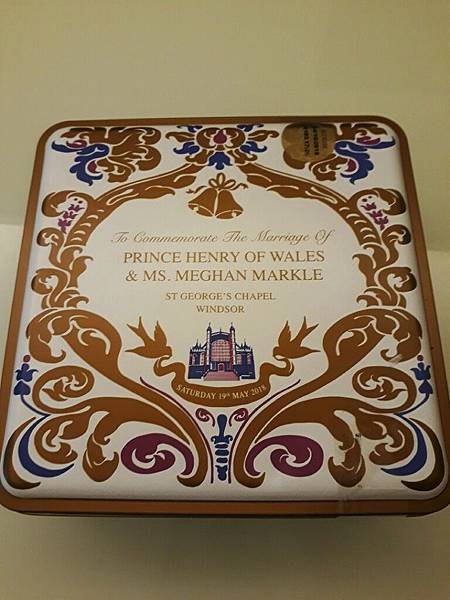 To Commemorate The Marriage Of
PRINCE HENRY OF WALES
& MS. MEGHAN MARKLE
ST GEORGE'S CHAPEL
WINDSOR
SATURDAY 19th MAY 2018